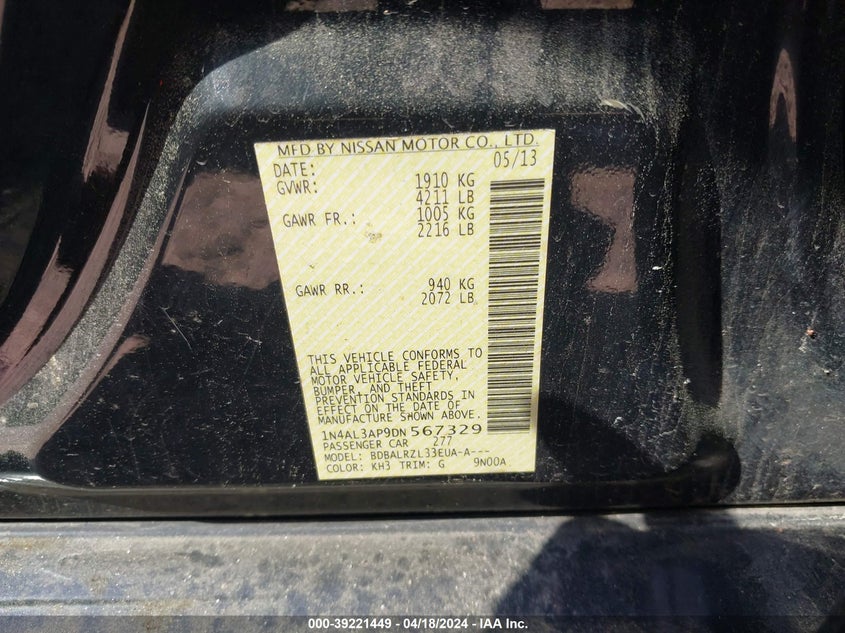 MFD BY NISSAN MOTOR CO., LTD.
DATE: 05/13
GVWR: 1910 KG
4211 LB
GAWR FR.: 1005 KG
2216 LB
GAWR RR.: 940 KG
2072 LB.
THIS VEHICLE CONFORMS TO
ALL APPLICABLE FEDERAL
MOTOR VEHICLE SAFETY,
BUMPER, AND THEFT
PREVENTION STANDARDS IN
EFFECT ON THE DATE OF
MANUFACTURE SHOWN ABOVE.
1N4AL3AP9DN567329
PASSENGER CAR 277
MODEL: BDBALRZL33EUA-A---
COLOR: KH3 TRIM: G 9N00A
000-39221449 - 04/18/2024 - IAA Inc.